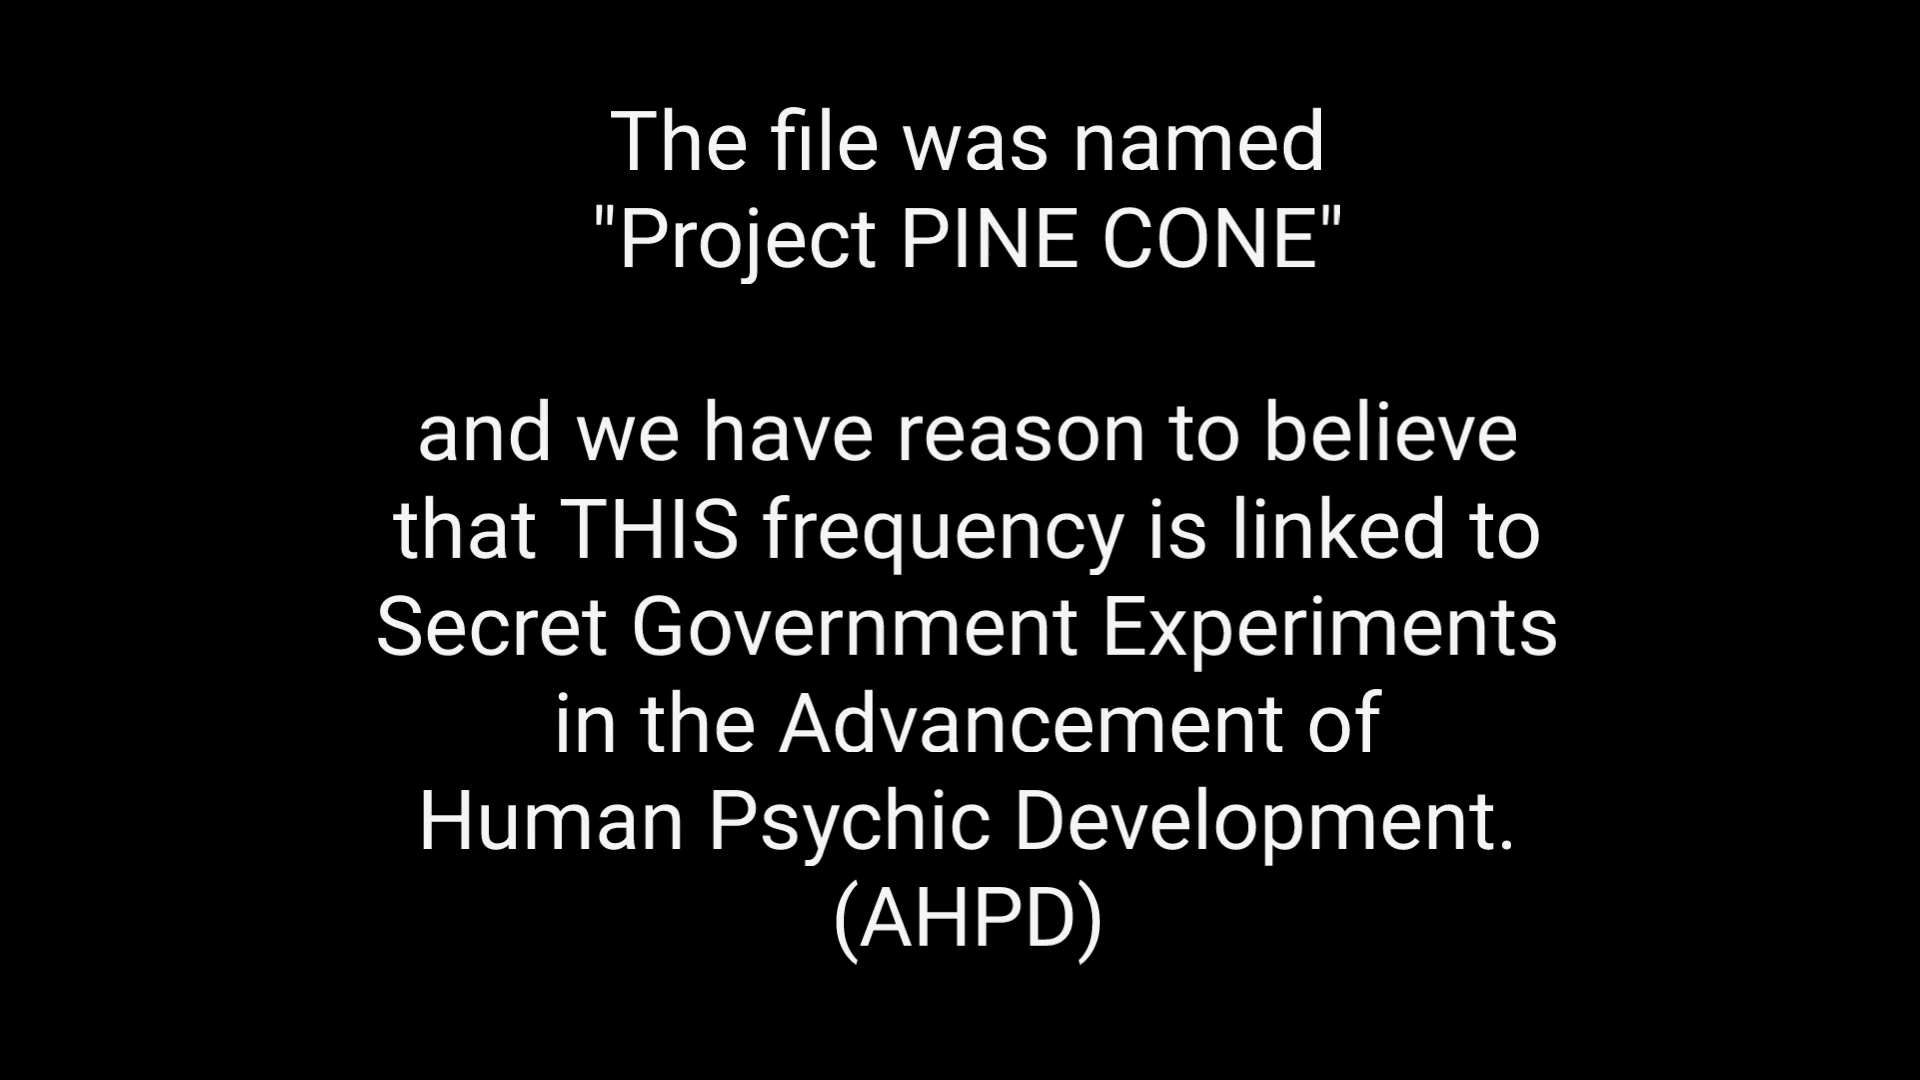 The file was named
"Project PINE CONE"
and we have reason to believe
that THIS frequency is linked to
Secret Government Experiments
in the Advancement of
Human Psychic Development.
(AHPD)